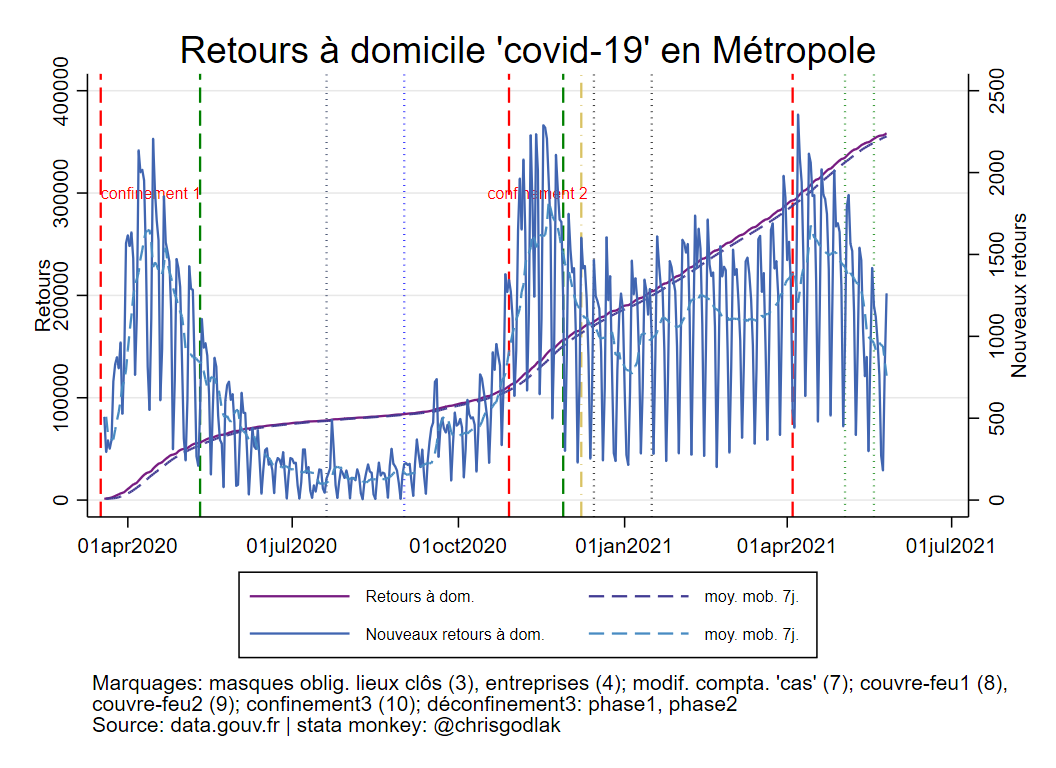 Retours à domicile 'covid-19' en Métropole
400000
300000
200000
100000
0
Retours
2500
2000
1500
1000
500
0
Nouveaux retours
confinement 1
confinement 2
01apr2020
01jul2020
01oct2020
01jan2021
01apr2021
01jul2021
Retours à dom.
moy. mob. 7j.
Nouveaux retours à dom.
moy. mob. 7j.
Marquages: masques oblig. lieux clôs (3), entreprises (4); modif. compta. 'cas' (7); couvre-feu1 (8),
couvre-feu2 (9); confinement3 (10); déconfinement3: phase1, phase2
Source: data.gouv.fr | stata monkey: @chrisgodlak